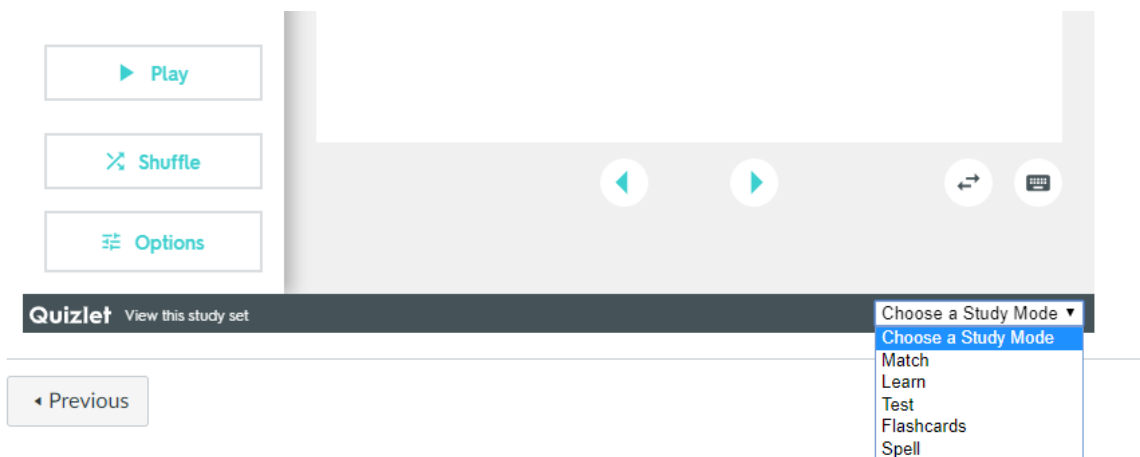 Play
Shuffle
Options
Quizlet View this study set
Choose a Study Mode
Choose a Study Mode
Match
Learn
Test
Flashcards
Spell
Previous